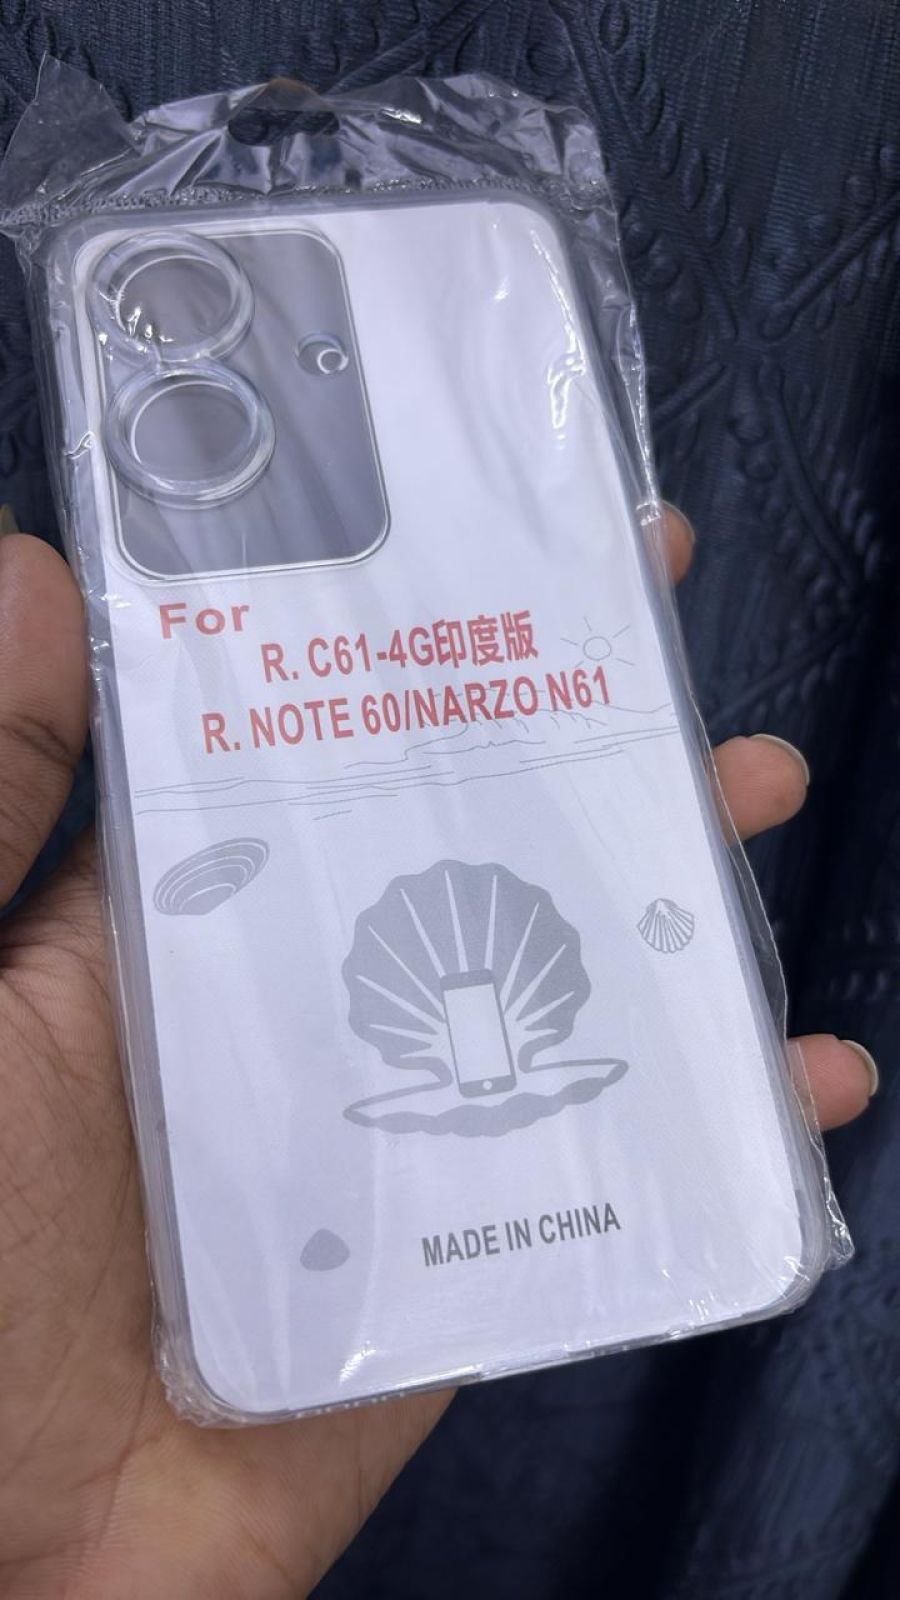 For
R. C61-4G印度版
R. NOTE 60/NARZO N61
MADE IN CHINA